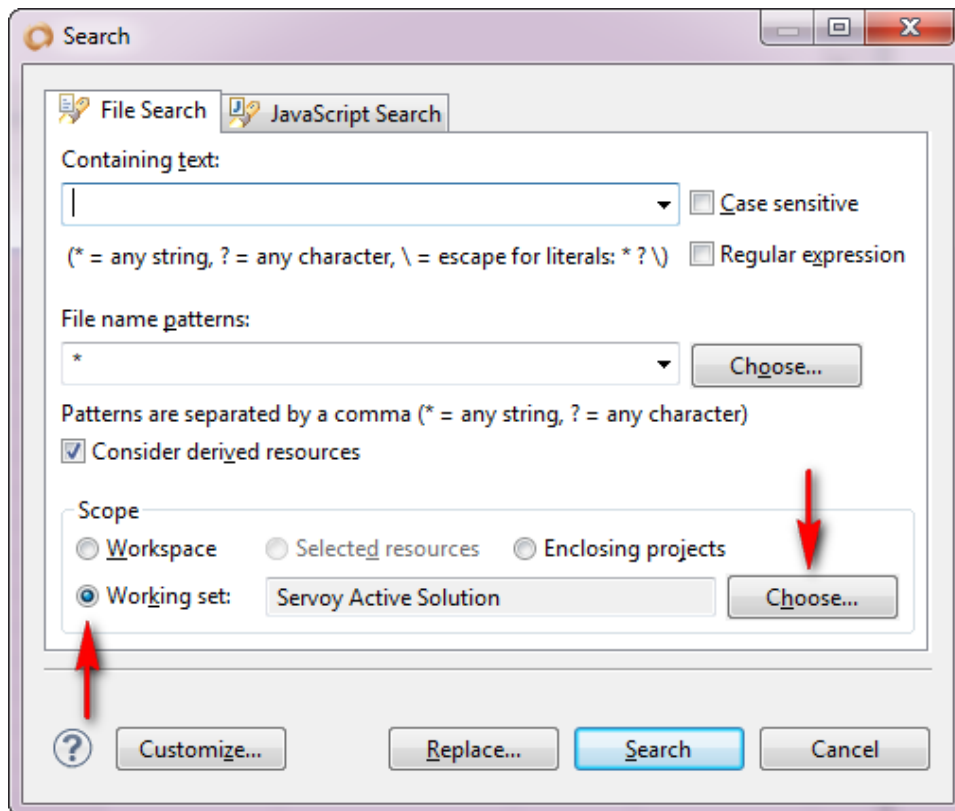 Search
File Search JavaScript Search
Containing text:
Case sensitive
(* = any string, ? = any character, \ = escape for literals: * ? \) Regular expression
File name patterns:
* Choose...
Patterns are separated by a comma (* = any string, ? = any character)
Consider derived resources
Scope
Workspace Selected resources Enclosing projects
Working set: Servoy Active Solution Choose...
? Customize... Replace... Search Cancel